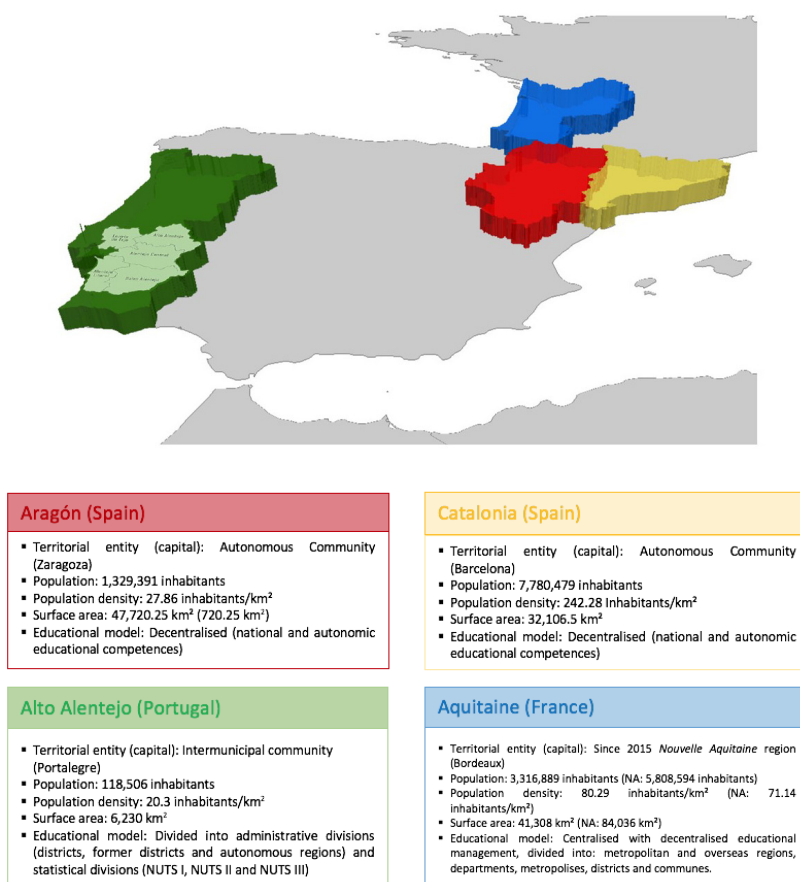 Alto Alentejo
Alentejo Central
Baixo Alentejo
Aragón (Spain)
▪ Territorial entity (capital): Autonomous Community
(Zaragoza)
▪ Population: 1,329,391 inhabitants
▪ Population density: 27.86 inhabitants/km²
▪ Surface area: 47,720.25 km² (720.25 km²)
▪ Educational model: Decentralised (national and autonomic
educational competences)
Catalonia (Spain)
▪ Territorial entity (capital): Autonomous Community
(Barcelona)
▪ Population: 7,780,479 inhabitants
▪ Population density: 242.28 Inhabitants/km²
▪ Surface area: 32,106.5 km²
▪ Educational model: Decentralised (national and autonomic
educational competences)
Alto Alentejo (Portugal)
▪ Territorial entity (capital): Intermunicipal community
(Portalegre)
▪ Population: 118,506 inhabitants
▪ Population density: 20.3 inhabitants/km²
▪ Surface area: 6,230 km²
▪ Educational model: Divided into administrative divisions
(districts, former districts and autonomous regions) and
statistical divisions (NUTS I, NUTS II and NUTS III)
Aquitaine (France)
▪ Territorial entity (capital): Since 2015 Nouvelle Aquitaine region
(Bordeaux)
▪ Population: 3,316,889 inhabitants (NA: 5,808,594 inhabitants)
▪ Population density: 80.29 inhabitants/km² (NA: 71.14
inhabitants/km²)
▪ Surface area: 41,308 km² (NA: 84,036 km²)
▪ Educational model: Centralised with decentralised educational
management, divided into: metropolitan and overseas regions,
departments, metropolises, districts and communes.